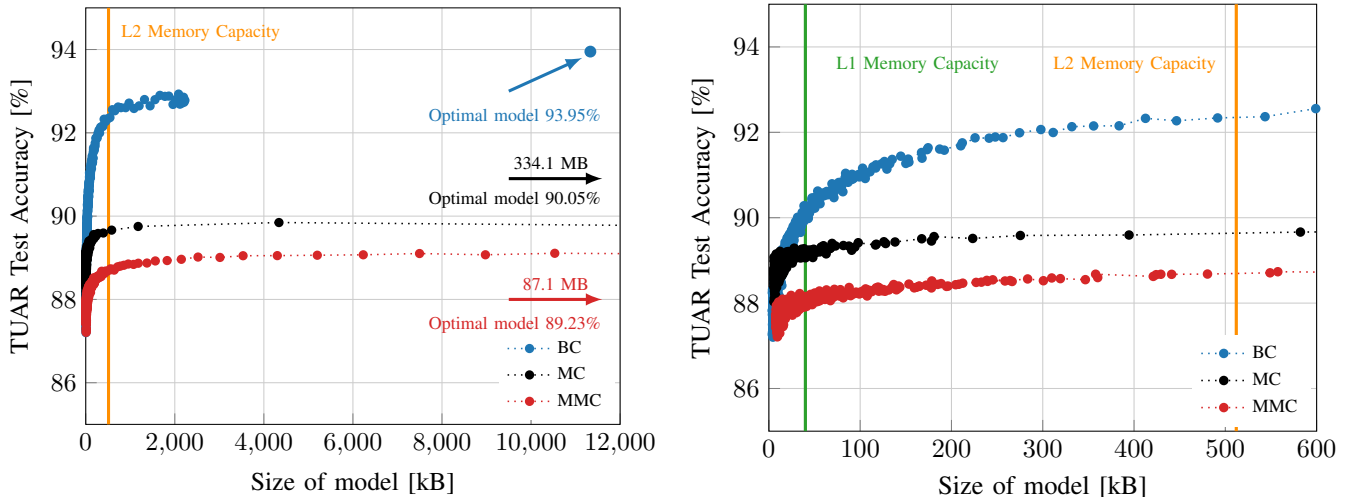 94
92
90
88
86
TUAR Test Accuracy [%]
L2 Memory Capacity
Optimal model 93.95%
334.1 MB
Optimal model 90.05%
87.1 MB
Optimal model 89.23%
BC
MC
MMC
0
2,000
4,000
6,000
8,000
10,000
12,000
Size of model [kB]
94
92
90
88
86
TUAR Test Accuracy [%]
L1 Memory Capacity
L2 Memory Capacity
BC
MC
MMC
0
100
200
300
400
500
600
Size of model [kB]